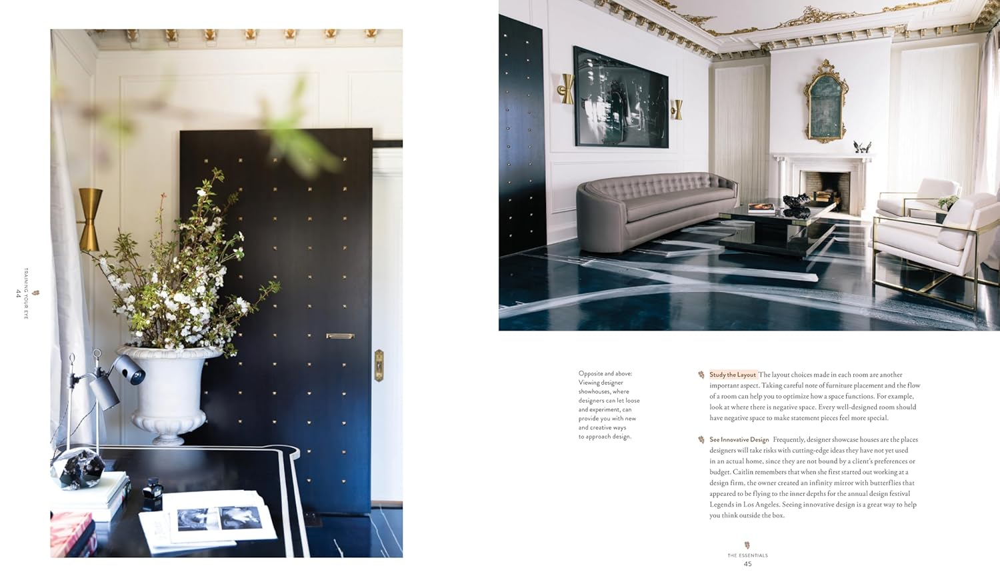 TRAINING YOUR EYE
44
Opposite and above:
Viewing designer
showhouses, where
designers can let loose
and experiment, can
provide you with new
and creative ways
to approach design.
Study the Layout The layout choices made in each room are another
important aspect. Taking careful note of furniture placement and the flow
of a room can help you to optimize how a space functions. For example,
look at where there is negative space. Every well-designed room should
have negative space to make statement pieces feel more special.
See Innovative Design Frequently, designer showcase houses are the places
designers will take risks with cutting-edge ideas they have not yet used
in an actual home, since they are not bound by a client’s preferences or
budget. Caitlin remembers that when she first started out working at a
design firm, the owner created an infinity mirror with butterflies that
appeared to be flying to the inner depths for the annual design festival
Legends in Los Angeles. Seeing innovative design is a great way to help
you think outside the box.
THE ESSENTIALS
45